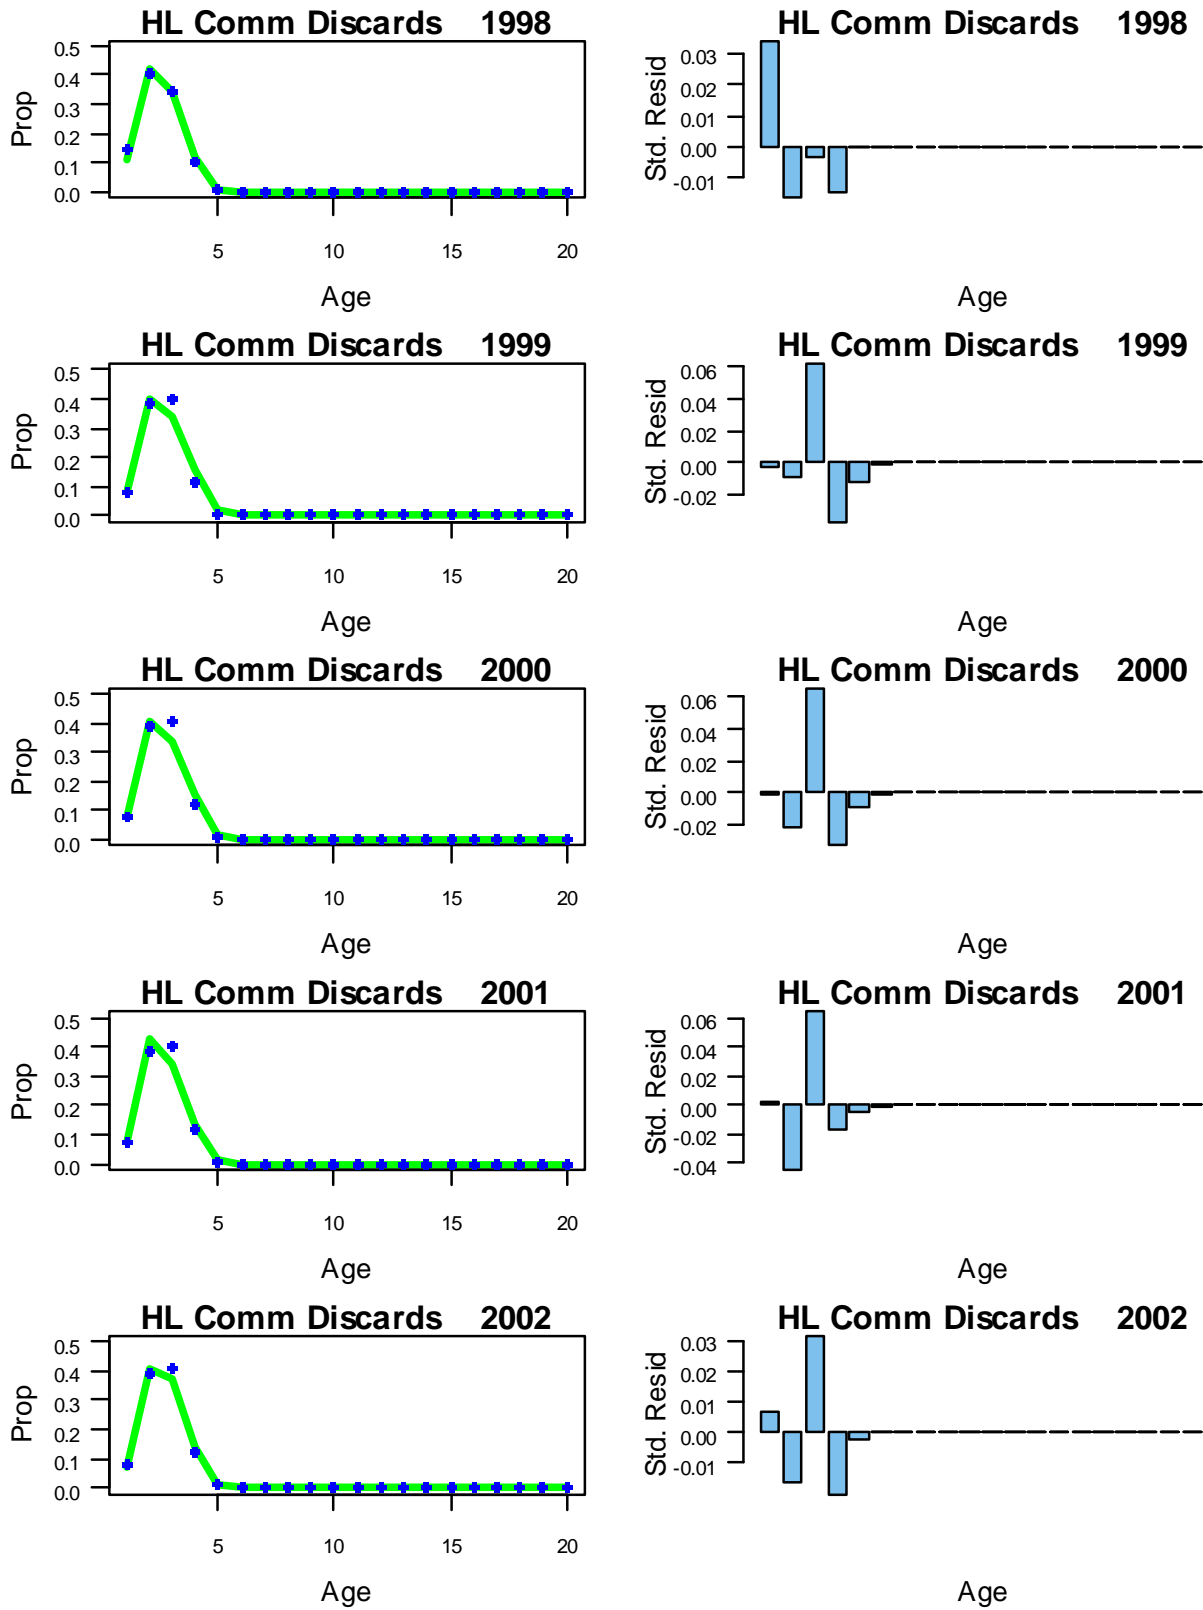 HL Comm Discards 1998
Prop
0.5
0.4
0.3
0.2
0.1
0.0
5 10 15 20
Age
HL Comm Discards 1998
Std. Resid
0.03
0.02
0.01
0.00
-0.01
Age
HL Comm Discards 1999
Prop
0.5
0.4
0.3
0.2
0.1
0.0
5 10 15 20
Age
HL Comm Discards 1999
Std. Resid
0.06
0.04
0.02
0.00
-0.02
Age
HL Comm Discards 2000
Prop
0.5
0.4
0.3
0.2
0.1
0.0
5 10 15 20
Age
HL Comm Discards 2000
Std. Resid
0.06
0.04
0.02
0.00
-0.02
Age
HL Comm Discards 2001
Prop
0.5
0.4
0.3
0.2
0.1
0.0
5 10 15 20
Age
HL Comm Discards 2001
Std. Resid
0.06
0.04
0.02
0.00
-0.02
-0.04
Age
HL Comm Discards 2002
Prop
0.5
0.4
0.3
0.2
0.1
0.0
5 10 15 20
Age
HL Comm Discards 2002
Std. Resid
0.03
0.02
0.01
0.00
-0.01
Age